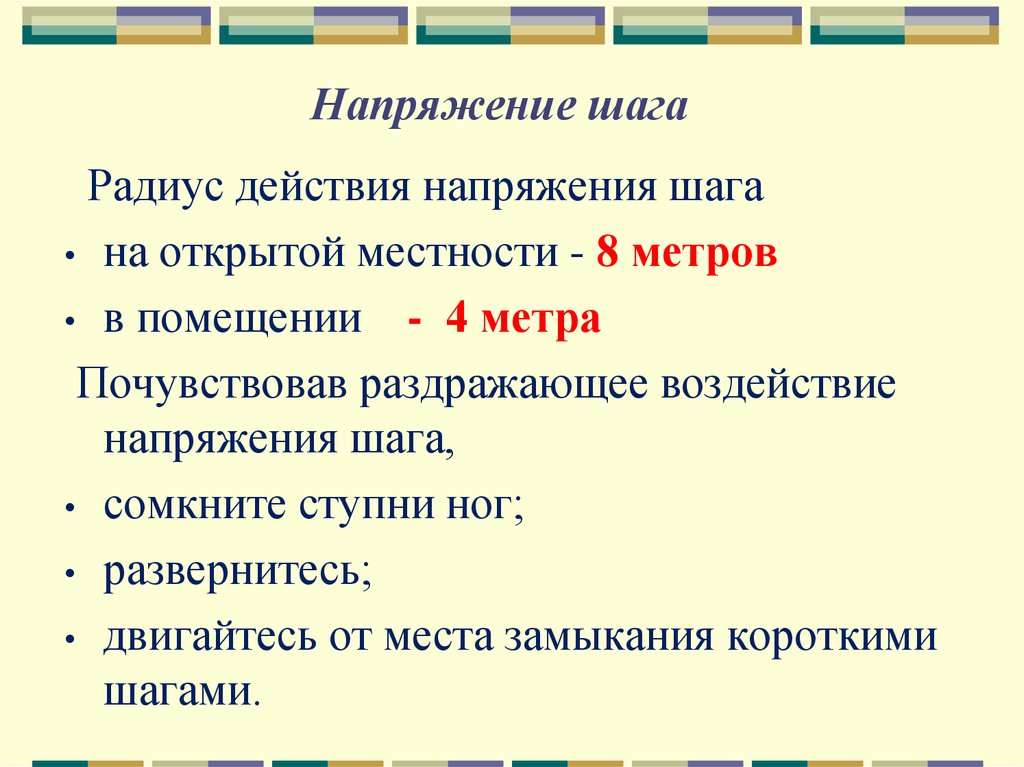 Напряжение шага
Радиус действия напряжения шага
• на открытой местности - 8 метров
• в помещении - 4 метра
Почувствовав раздражающее воздействие
напряжения шага,
• сомкните ступни ног;
• развернитесь;
• двигайтесь от места замыкания короткими
шагами.